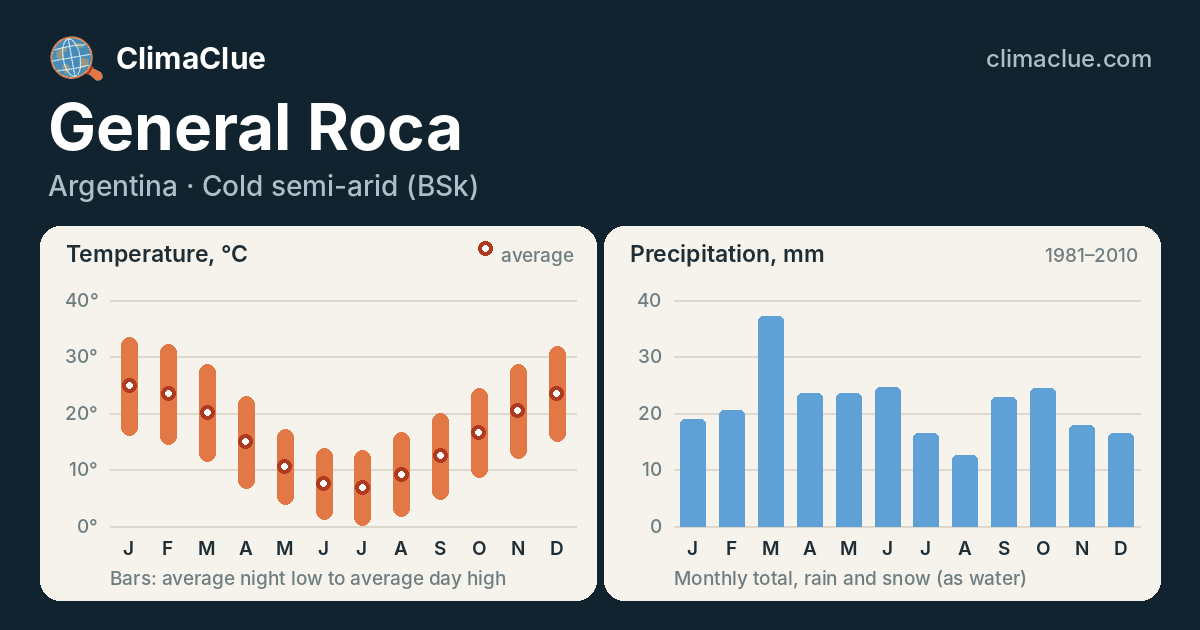 ClimaClue
climaclue.com
General Roca
Argentina · Cold semi-arid (BSk)
Temperature, °C
average
40°
30°
20°
10°
0°
J F M A M J J A S O N D
Bars: average night low to average day high
Precipitation, mm
1981–2010
40
30
20
10
0
J F M A M J J A S O N D
Monthly total, rain and snow (as water)